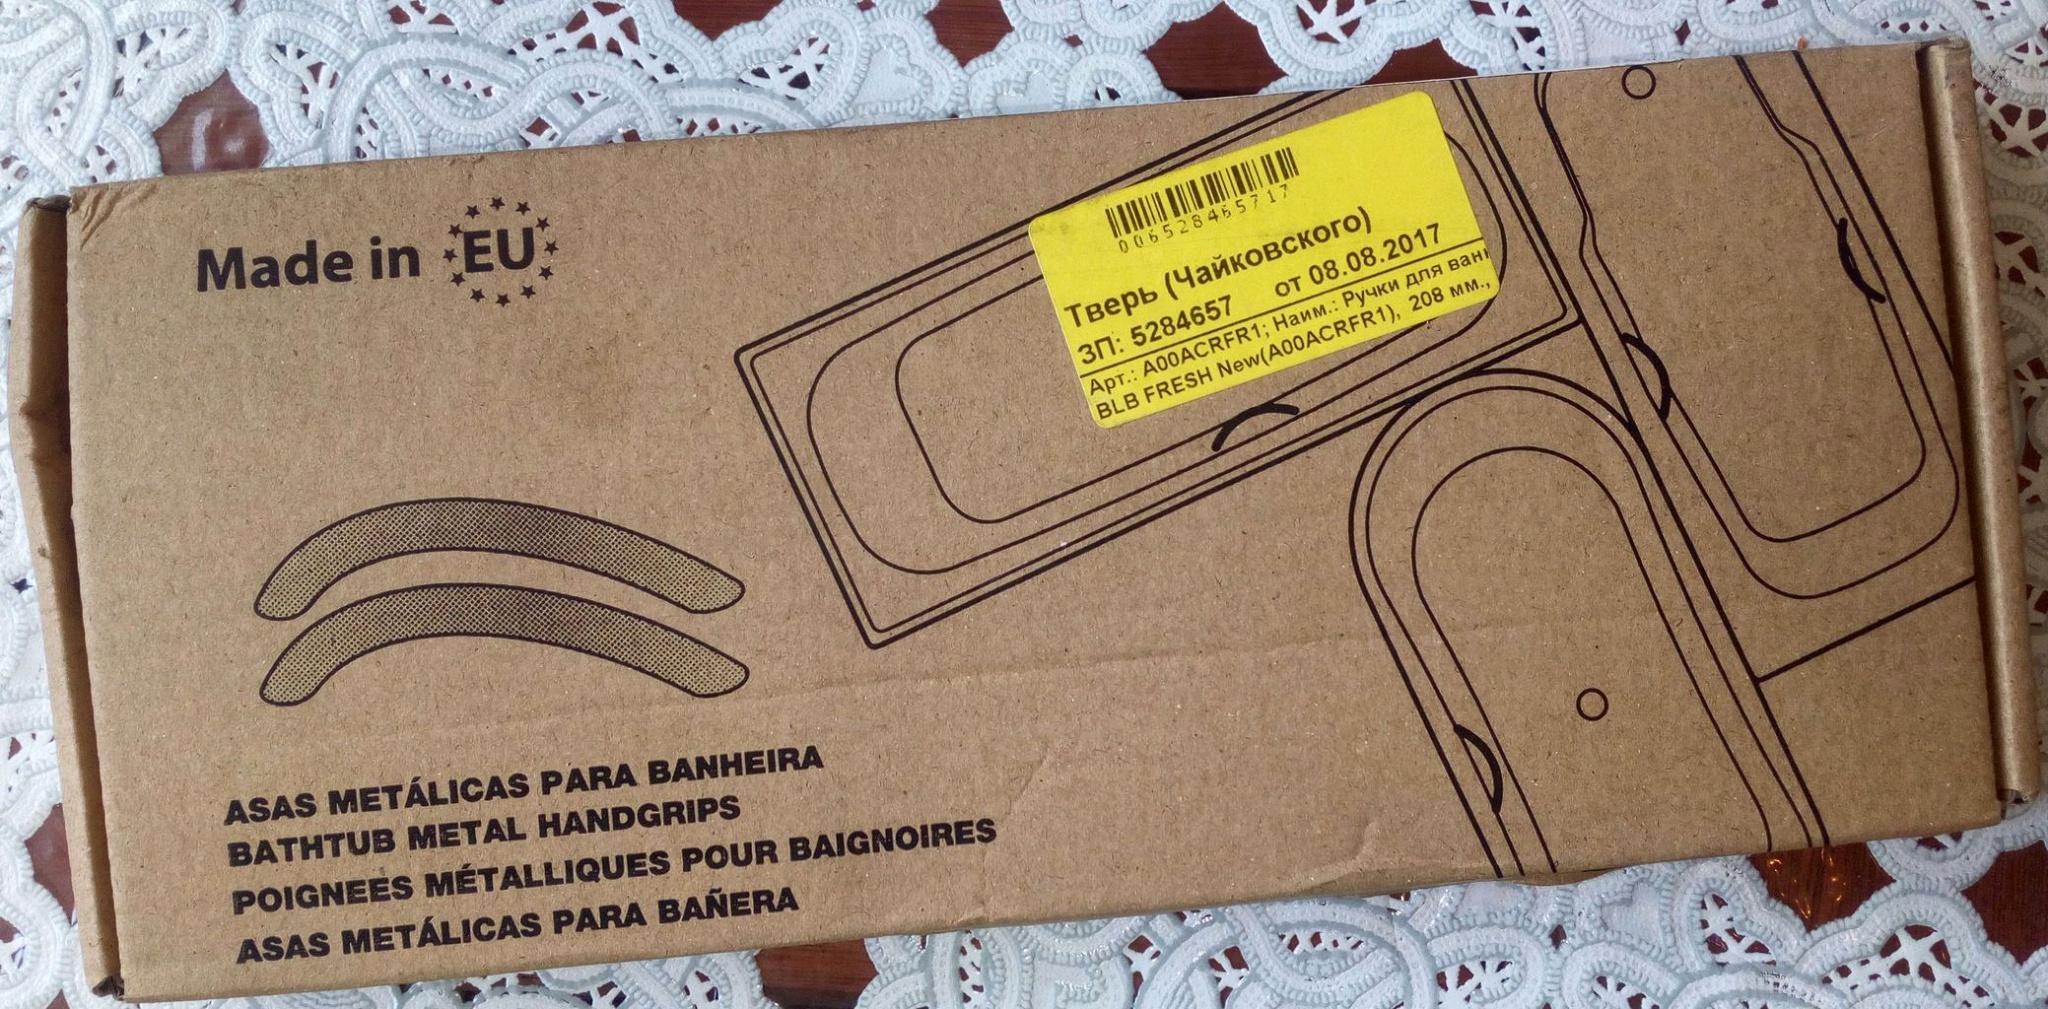 Made in EU
006528465717
Тверь (Чайковского)
ЗП: 5284657 от 08.08.2017
Арт.: A00ACRFR1; Наим.: Ручки для ван
BLB FRESH New(A00ACRFR1), 208 мм.,
ASAS METÁLICAS PARA BANHEIRA
BATHTUB METAL HANDGRIPS
POIGNEES MÉTALLIQUES POUR BAIGNOIRES
ASAS METÁLICAS PARA BAÑERA